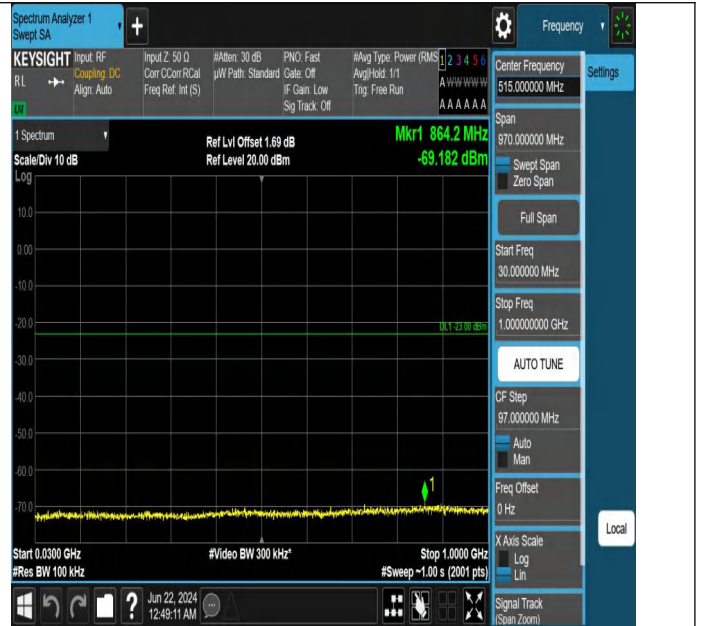 Spectrum Analyzer 1
Swept SA
Frequency
KEYSIGHT
RL
LXI
Input: RF
Coupling: DC
Align: Auto
Input Z: 50 Ω
Corr CCorr RCal
Freq Ref: Int (S)
#Atten: 30 dB
µW Path: Standard
PNO: Fast
Gate: Off
IF Gain: Low
Sig Track: Off
#Avg Type: Power (RMS
Avg|Hold: 1/1
Trig: Free Run
1 2 3 4 5 6
A W W W W W
A A A A A A
1 Spectrum
Scale/Div 10 dB
Log
Ref Lvl Offset 1.69 dB
Ref Level 20.00 dBm
Mkr1 864.2 MHz
-69.182 dBm
10.0
0.00
-10.0
-20.0
DL1 -23.00 dBm
-30.0
-40.0
-50.0
-60.0
1
-70.0
Start 0.0300 GHz
#Res BW 100 kHz
#Video BW 300 kHz*
Stop 1.0000 GHz
#Sweep ~1.00 s (2001 pts)
?
Jun 22, 2024
12:49:11 AM
Center Frequency
515.000000 MHz
Settings
Span
970.000000 MHz
Swept Span
Zero Span
Full Span
Start Freq
30.000000 MHz
Stop Freq
1.000000000 GHz
AUTO TUNE
CF Step
97.000000 MHz
Auto
Man
Freq Offset
0 Hz
X Axis Scale
Log
Lin
Local
Signal Track
(Span Zoom)